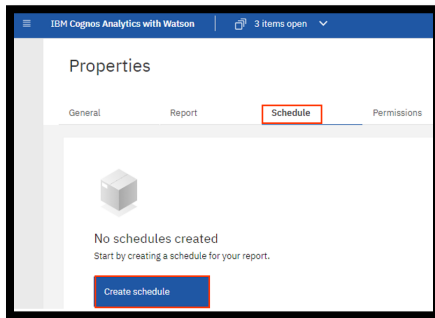 IBM Cognos Analytics with Watson 3 items open
Properties
General Report Schedule Permissions
No schedules created
Start by creating a schedule for your report.
Create schedule